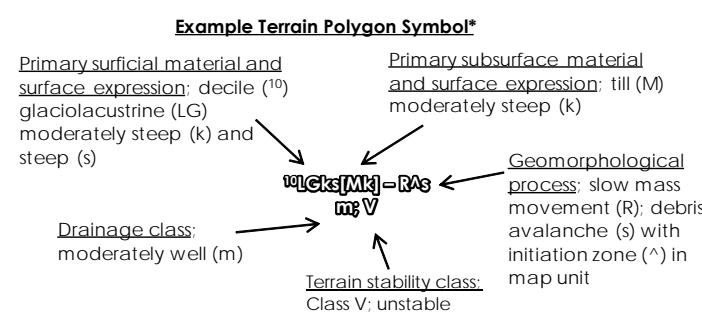 Example Terrain Polygon Symbol*
Primary surficial material and
surface expression; decile (¹⁰)
glaciolacustrine (LG)
moderately steep (k) and
steep (s)
Primary subsurface material
and surface expression; till (M)
moderately steep (k)
¹⁰LGks[Mk] – R^s
m; V
Geomorphological
process; slow mass
movement (R); debris
avalanche (s) with
initiation zone (^) in
map unit
Drainage class;
moderately well (m)
Terrain stability class;
Class V; unstable